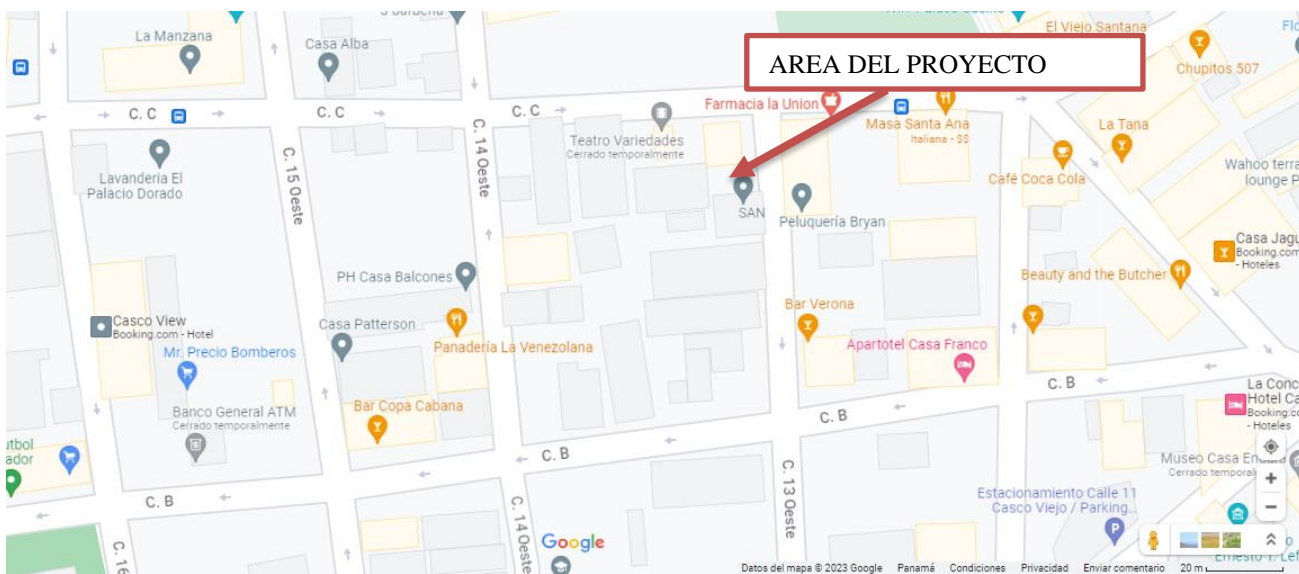 El Viejo Santana
La Manzana
Casa Alba
AREA DEL PROYECTO
Chupitos 507
C. C
C. C
C. C
Farmacia la Union
Masa Santa Ana
Italiana • $$
La Tana
Teatro Variedades
Cerrado temporalmente
C. 14 Oeste
C. 15 Oeste
Lavanderia El
Palacio Dorado
Café Coca Cola
Wahoo terra
lounge P
SAN
Peluquería Bryan
Casa Jagu
Booking.com
- Hoteles
PH Casa Balcones
Beauty and the Butcher
Bar Verona
Casco View
Booking.com - Hotel
Casa Patterson
Mr. Precio Bomberos
Panadería La Venezolana
Apartotel Casa Franco
C. B
La Conc
Hotel Ca
Booking.co
- Hoteles
Banco General ATM
Cerrado temporalmente
Bar Copa Cabana
C. B
C. B
utbol
ador
Museo Casa En
Cerrado temporal
C. 13 Oeste
C. B
Estacionamiento Calle 11
Casco Viejo / Parking...
C. 14 Oeste
C. 16
Google
Datos del mapa © 2023 Google Panamá Condiciones Privacidad Enviar comentario 20 m